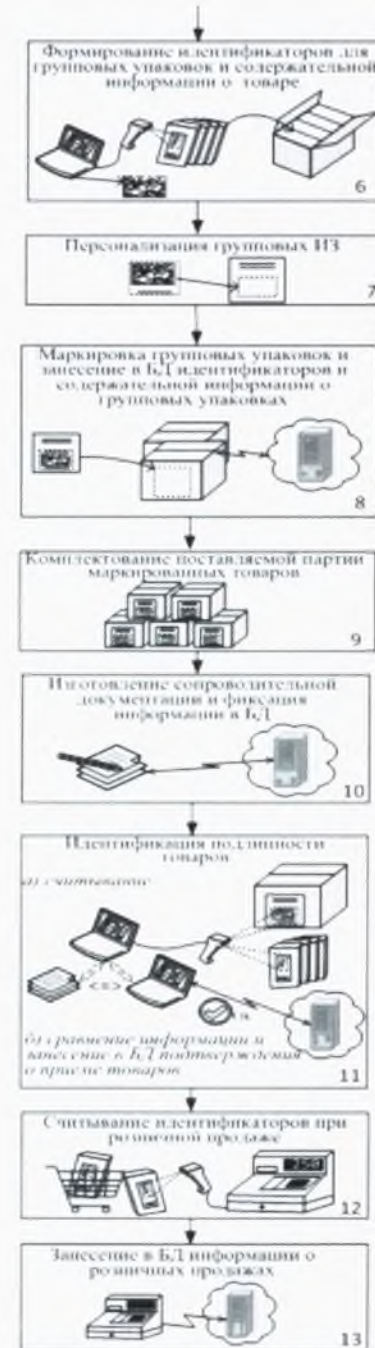 Формирование идентификаторов для
групповых упаковок и содержательной
информации о товаре
6
Персонализация групповых ИЗ
7
Маркировка групповых упаковок и
занесение в БД идентификаторов и
содержательной информации о
групповых упаковках
8
Комплектование поставляемой партии
маркированных товаров
9
Изготовление сопроводительной
документации и фиксация
информации в БД
10
Идентификация подлинности
товаров
а) считывание
б) сравнение информации и
занесение в БД подтверждения
о приеме товаров
11
Считывание идентификаторов при
розничной продаже
12
Занесение в БД информации о
розничных продажах
13